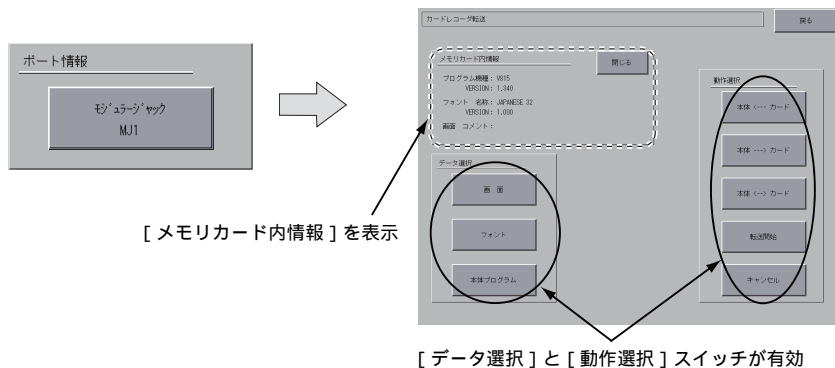 ポート情報
モジュラージャック
MJ1
カードレコーダ転送
戻る
メモリカード内情報
閉じる
プログラム機種: V815
VERSION: 1.340
フォント 名称: JAPANESE 32
VERSION: 1.080
画面 コメント:
データ選択
画 面
フォント
本体プログラム
動作選択
本体 <--- カード
本体 ---> カード
本体 <--> カード
転送開始
キャンセル
[ メモリカード内情報 ] を表示
[ データ選択 ] と [ 動作選択 ] スイッチが有効